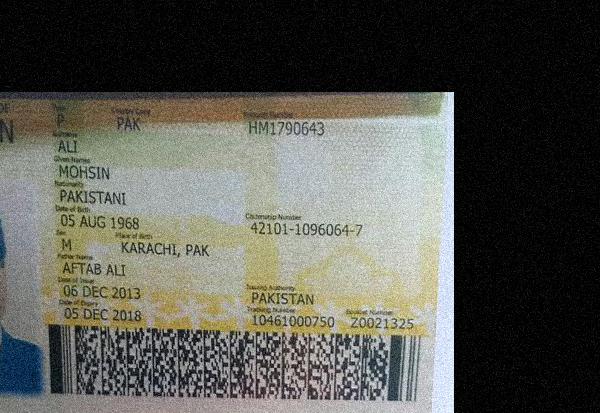 OF
N
Type
P
Country Code
PAK
HM1790643
Surname
ALI
Given Names
MOHSIN
Nationality
PAKISTANI
Date of Birth
05 AUG 1968
Citizenship Number
42101-1096064-7
Sex
M
Place of Birth
KARACHI, PAK
Father Name
AFTAB ALI
Date of Issue
06 DEC 2013
Issuing Authority
PAKISTAN
Date of Expiry
05 DEC 2018
Tracking Number
10461000750
Booklet Number
Z0021325